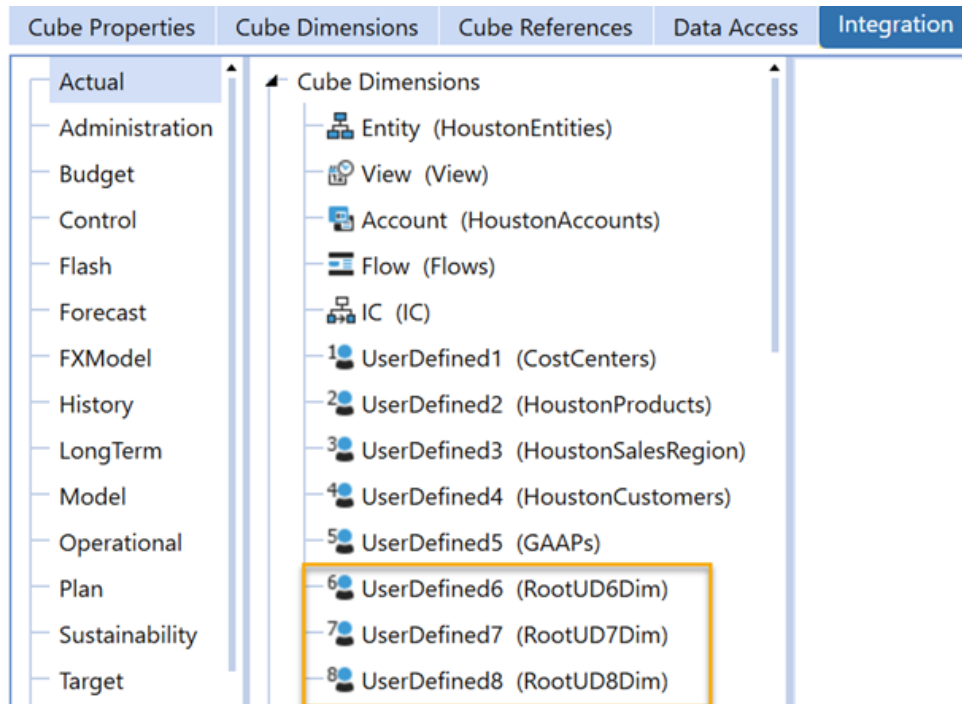 Cube Properties Cube Dimensions Cube References Data Access Integration
Actual
Administration
Budget
Control
Flash
Forecast
FXModel
History
LongTerm
Model
Operational
Plan
Sustainability
Target
Cube Dimensions
Entity (HoustonEntities)
View (View)
Account (HoustonAccounts)
Flow (Flows)
IC (IC)
1 UserDefined1 (CostCenters)
2 UserDefined2 (HoustonProducts)
3 UserDefined3 (HoustonSalesRegion)
4 UserDefined4 (HoustonCustomers)
5 UserDefined5 (GAAPs)
6 UserDefined6 (RootUD6Dim)
7 UserDefined7 (RootUD7Dim)
8 UserDefined8 (RootUD8Dim)